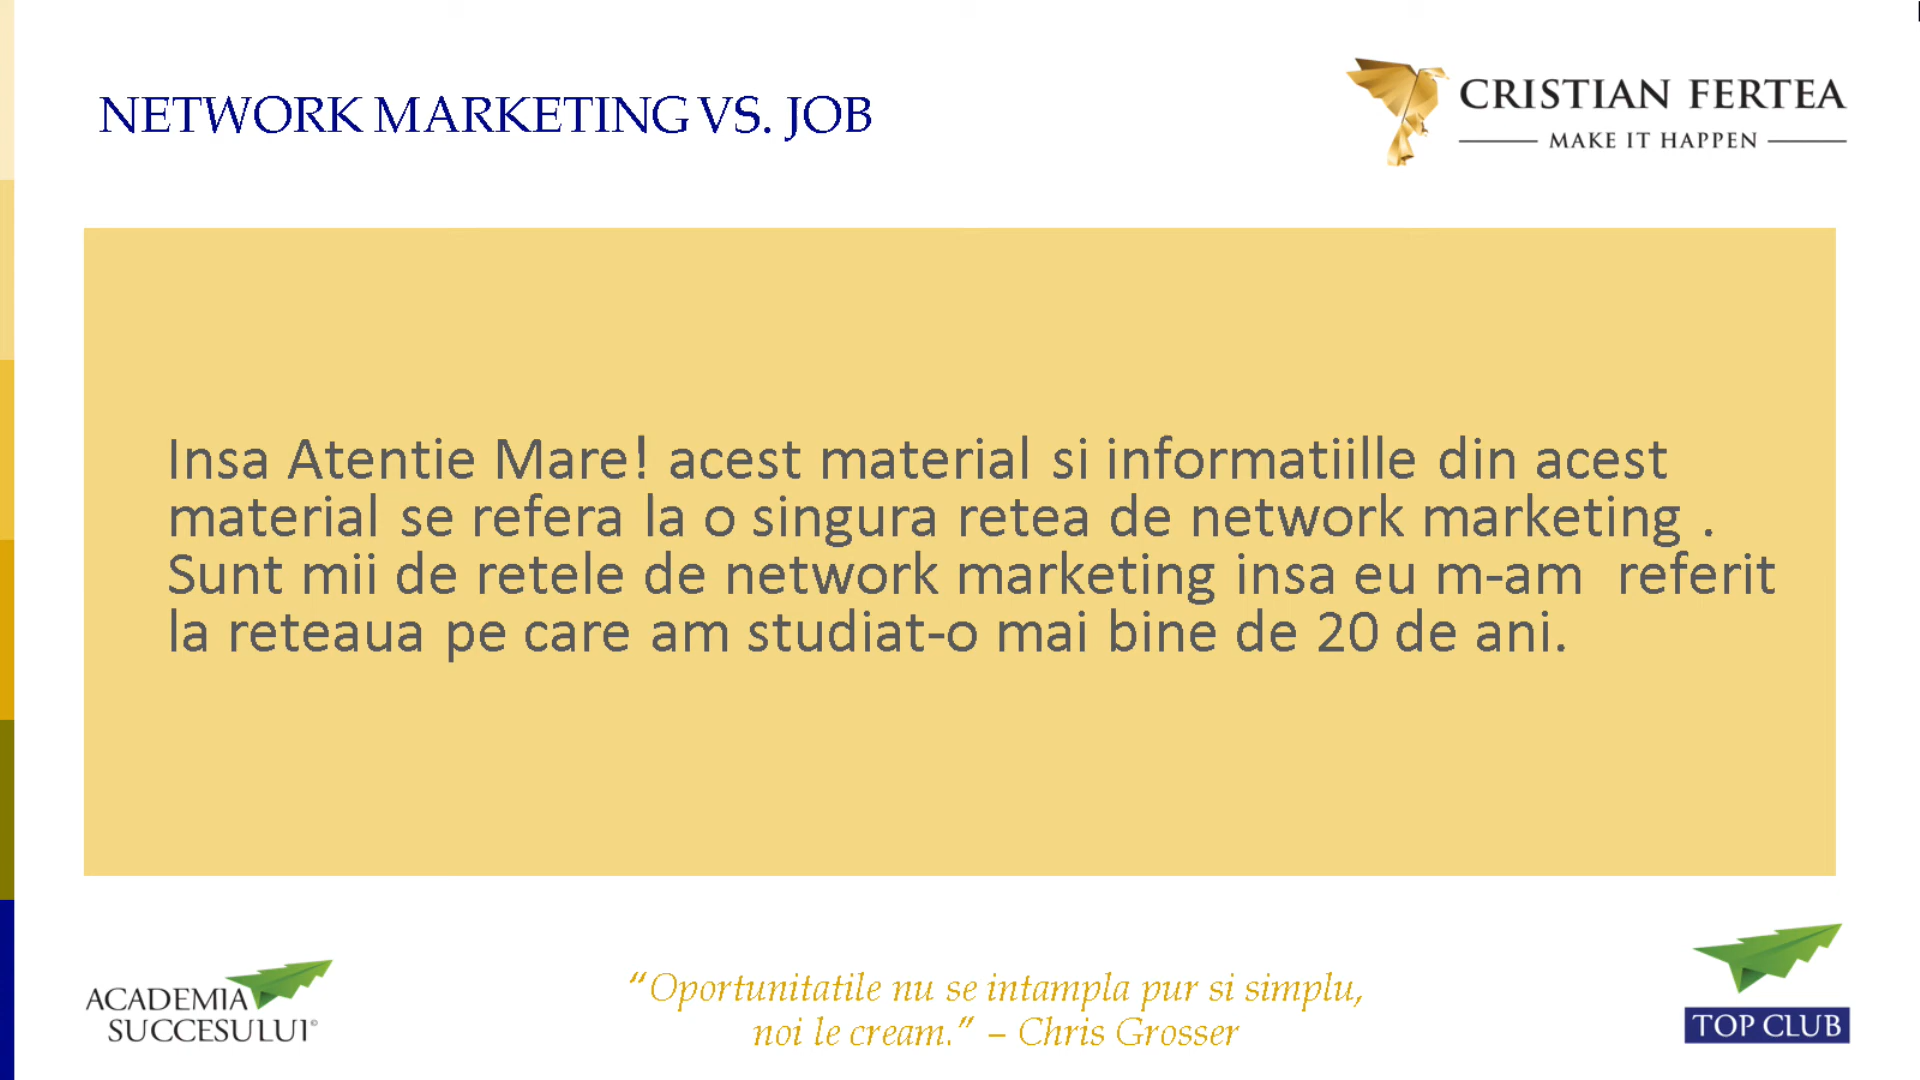 NETWORK MARKETING VS. JOB
CRISTIAN FERTEA
MAKE IT HAPPEN
Insa Atentie Mare! acest material si informatiille din acest
material se refera la o singura retea de network marketing .
Sunt mii de retele de network marketing insa eu m-am referit
la reteaua pe care am studiat-o mai bine de 20 de ani.
ACADEMIA
SUCCESULUI©
“Oportunitatile nu se intampla pur si simplu,
noi le cream.” – Chris Grosser
TOP CLUB